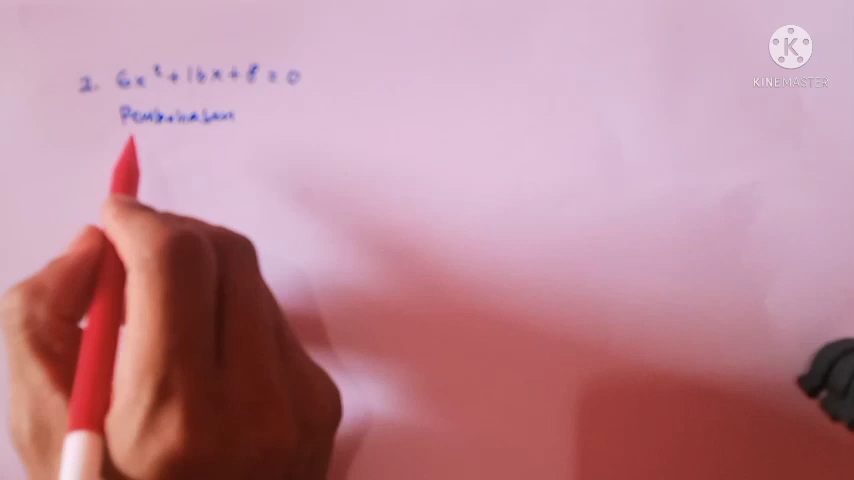 2. 6x² + 16x + 8 = 0
Pembahasan
KINEMASTER